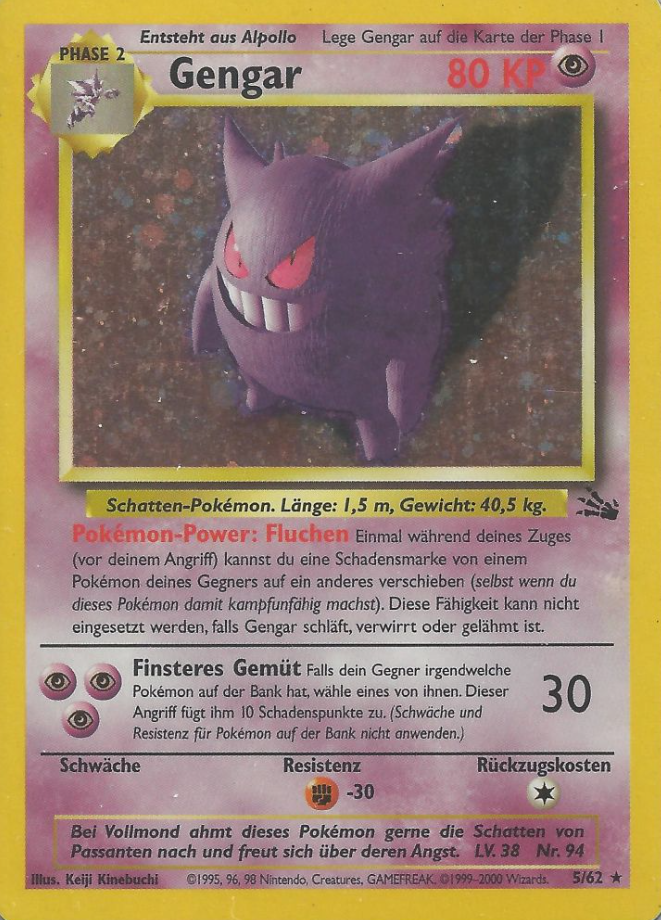 Entsteht aus Alpollo Lege Gengar auf die Karte der Phase 1
PHASE 2
Gengar 80 KP
Schatten-Pokémon. Länge: 1,5 m, Gewicht: 40,5 kg.
Pokémon-Power: Fluchen Einmal während deines Zuges
(vor deinem Angriff) kannst du eine Schadensmarke von einem
Pokémon deines Gegners auf ein anderes verschieben (selbst wenn du
dieses Pokémon damit kampfunfähig machst). Diese Fähigkeit kann nicht
eingesetzt werden, falls Gengar schläft, verwirrt oder gelähmt ist.
Finsteres Gemüt Falls dein Gegner irgendwelche
Pokémon auf der Bank hat, wähle eines von ihnen. Dieser
Angriff fügt ihm 10 Schadenspunkte zu. (Schwäche und
Resistenz für Pokémon auf der Bank nicht anwenden.)
30
Schwäche Resistenz Rückzugskosten
-30
Bei Vollmond ahmt dieses Pokémon gerne die Schatten von
Passanten nach und freut sich über deren Angst. LV. 38 Nr. 94
Illus. Keiji Kinebuchi ©1995, 96, 98 Nintendo, Creatures, GAMEFREAK. ©1999-2000 Wizards. 5/62 ★